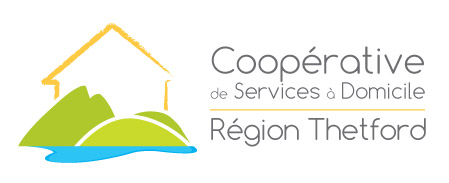 Coopérative
de Services à Domicile
Région Thetford